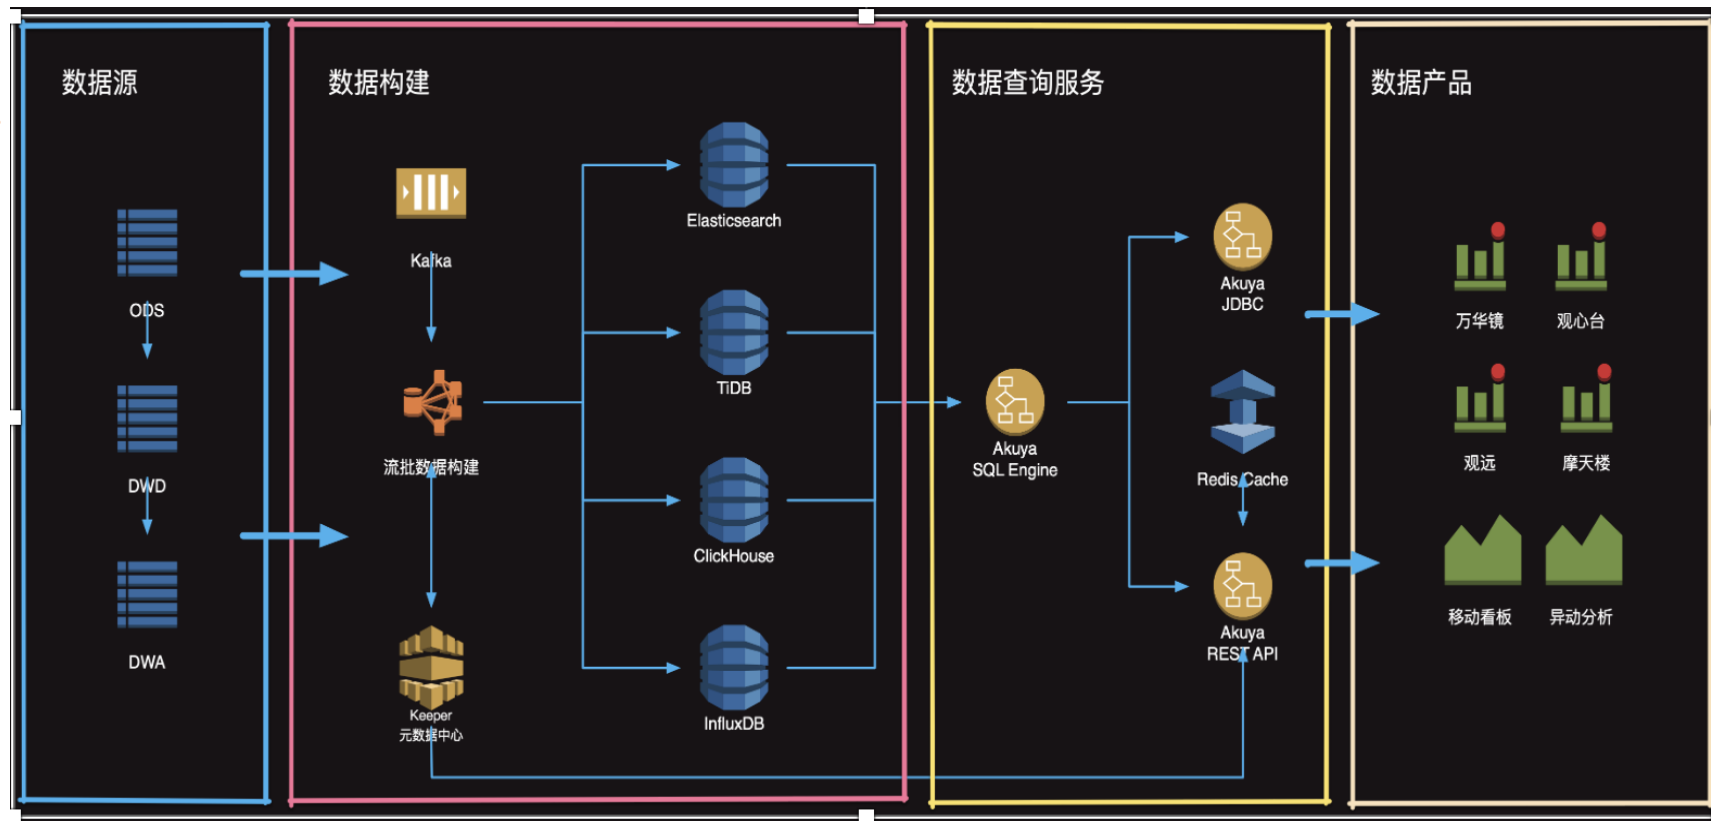 数据源
ODS
DWD
DWA
数据构建
Kafka
流批数据构建
Keeper
元数据中心
Elasticsearch
TiDB
ClickHouse
InfluxDB
数据查询服务
Akuya
SQL Engine
Akuya
JDBC
Redis Cache
Akuya
REST API
数据产品
万华镜
观心台
观远
摩天楼
移动看板
异动分析